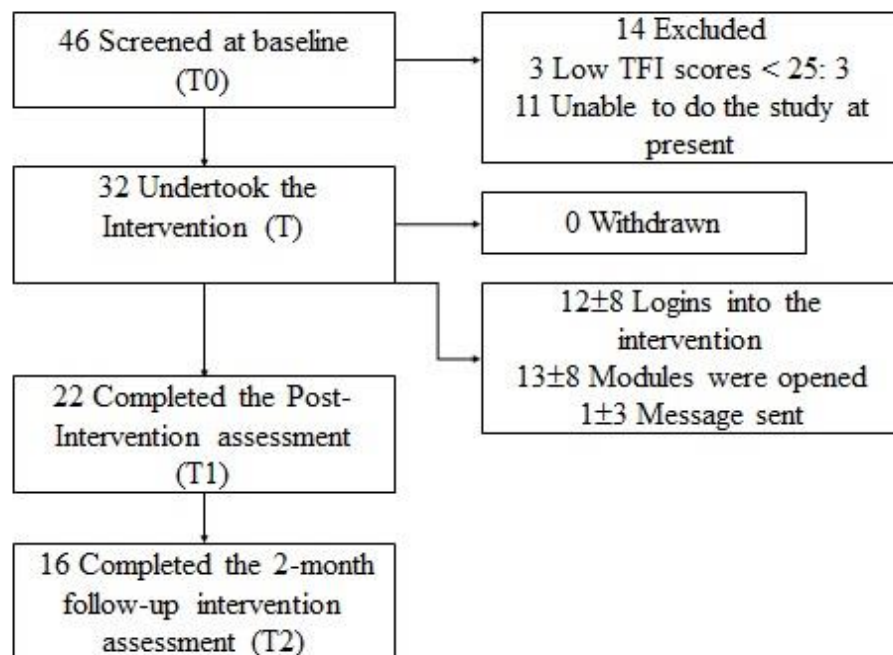 46 Screened at baseline
(T0)
14 Excluded
3 Low TFI scores < 25: 3
11 Unable to do the study at
present
32 Undertook the
Intervention (T)
0 Withdrawn
12±8 Logins into the
intervention
13±8 Modules were opened
1±3 Message sent
22 Completed the Post-
Intervention assessment
(T1)
16 Completed the 2-month
follow-up intervention
assessment (T2)